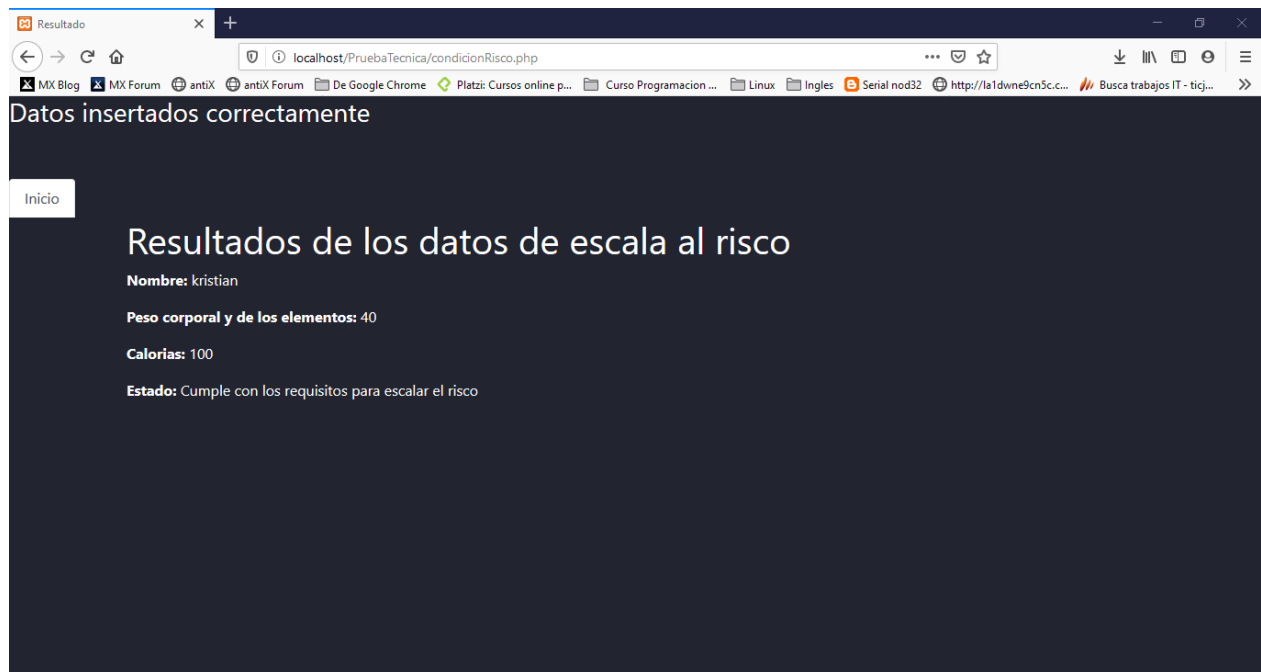 Resultado
localhost/PruebaTecnica/condicionRisco.php
MX Blog MX Forum antiX antiX Forum De Google Chrome Platzi: Cursos online p... Curso Programacion ... Linux Ingles Serial nod32 http://la1dwne9cn5c.c... Busca trabajos IT - ticj...
Datos insertados correctamente
Inicio
Resultados de los datos de escala al risco
Nombre: kristian
Peso corporal y de los elementos: 40
Calorias: 100
Estado: Cumple con los requisitos para escalar el risco